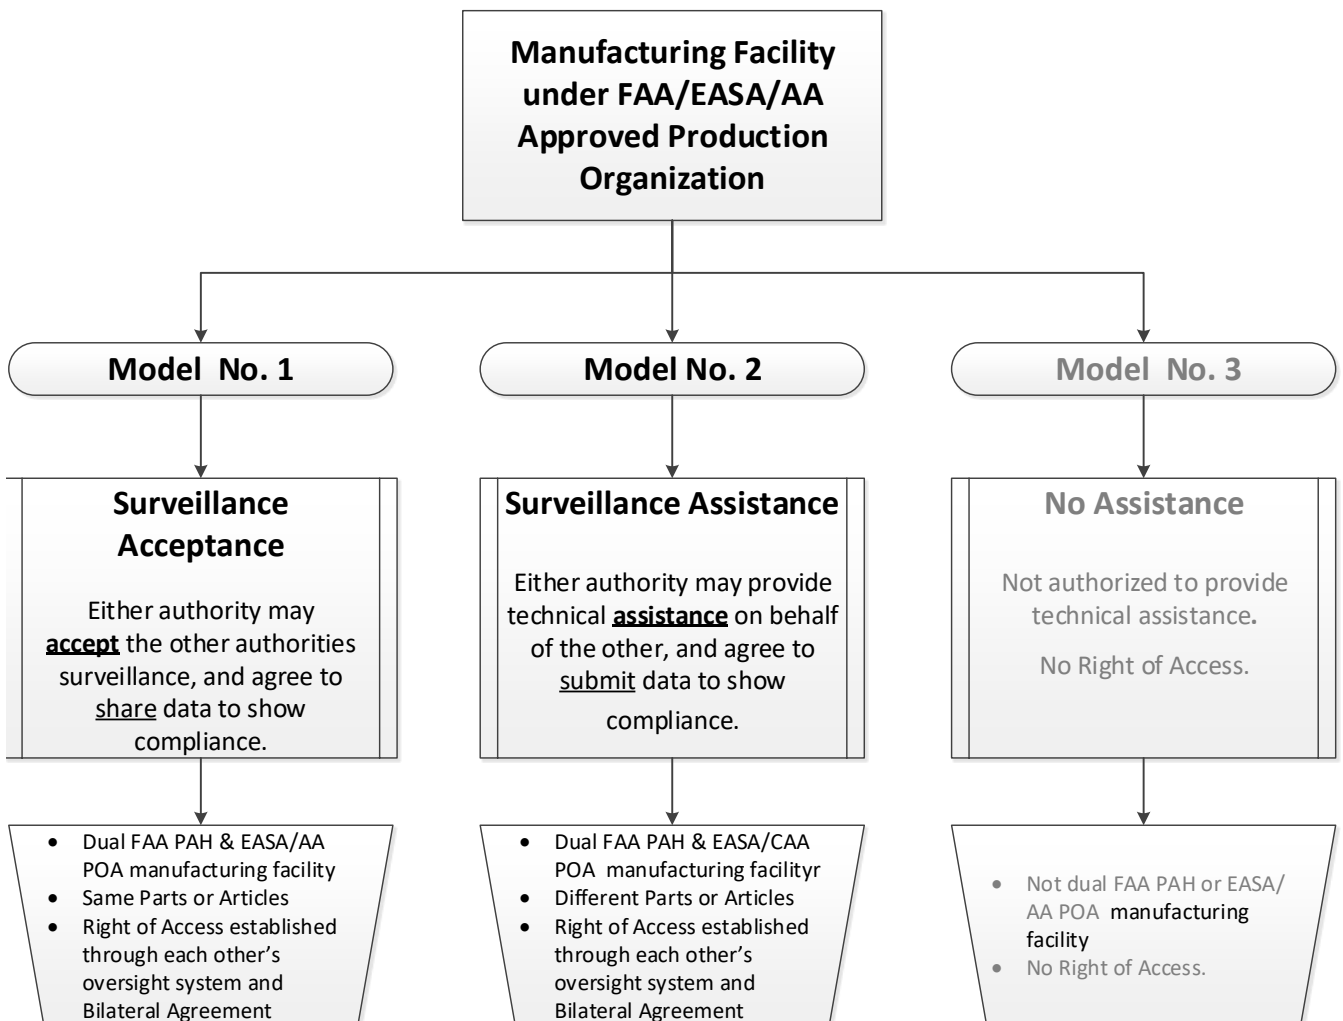 Manufacturing Facility
under FAA/EASA/AA
Approved Production
Organization
Model  No. 1
Model No. 2
Model  No. 3
Surveillance
Acceptance
Either authority may
accept the other authorities
surveillance, and agree to
share data to show
compliance.
Surveillance Assistance
Either authority may provide
technical assistance on behalf
of the other, and agree to
submit data to show
compliance.
No Assistance
Not authorized to provide
technical assistance.
No Right of Access.
• Dual FAA PAH & EASA/AA
POA manufacturing facility
• Same Parts or Articles
• Right of Access established
through each other’s
oversight system and
Bilateral Agreement
• Dual FAA PAH & EASA/CAA
POA  manufacturing facilityr
• Different Parts or Articles
• Right of Access established
through each other’s
oversight system and
Bilateral Agreement
• Not dual FAA PAH or EASA/
AA POA  manufacturing
facility
• No Right of Access.